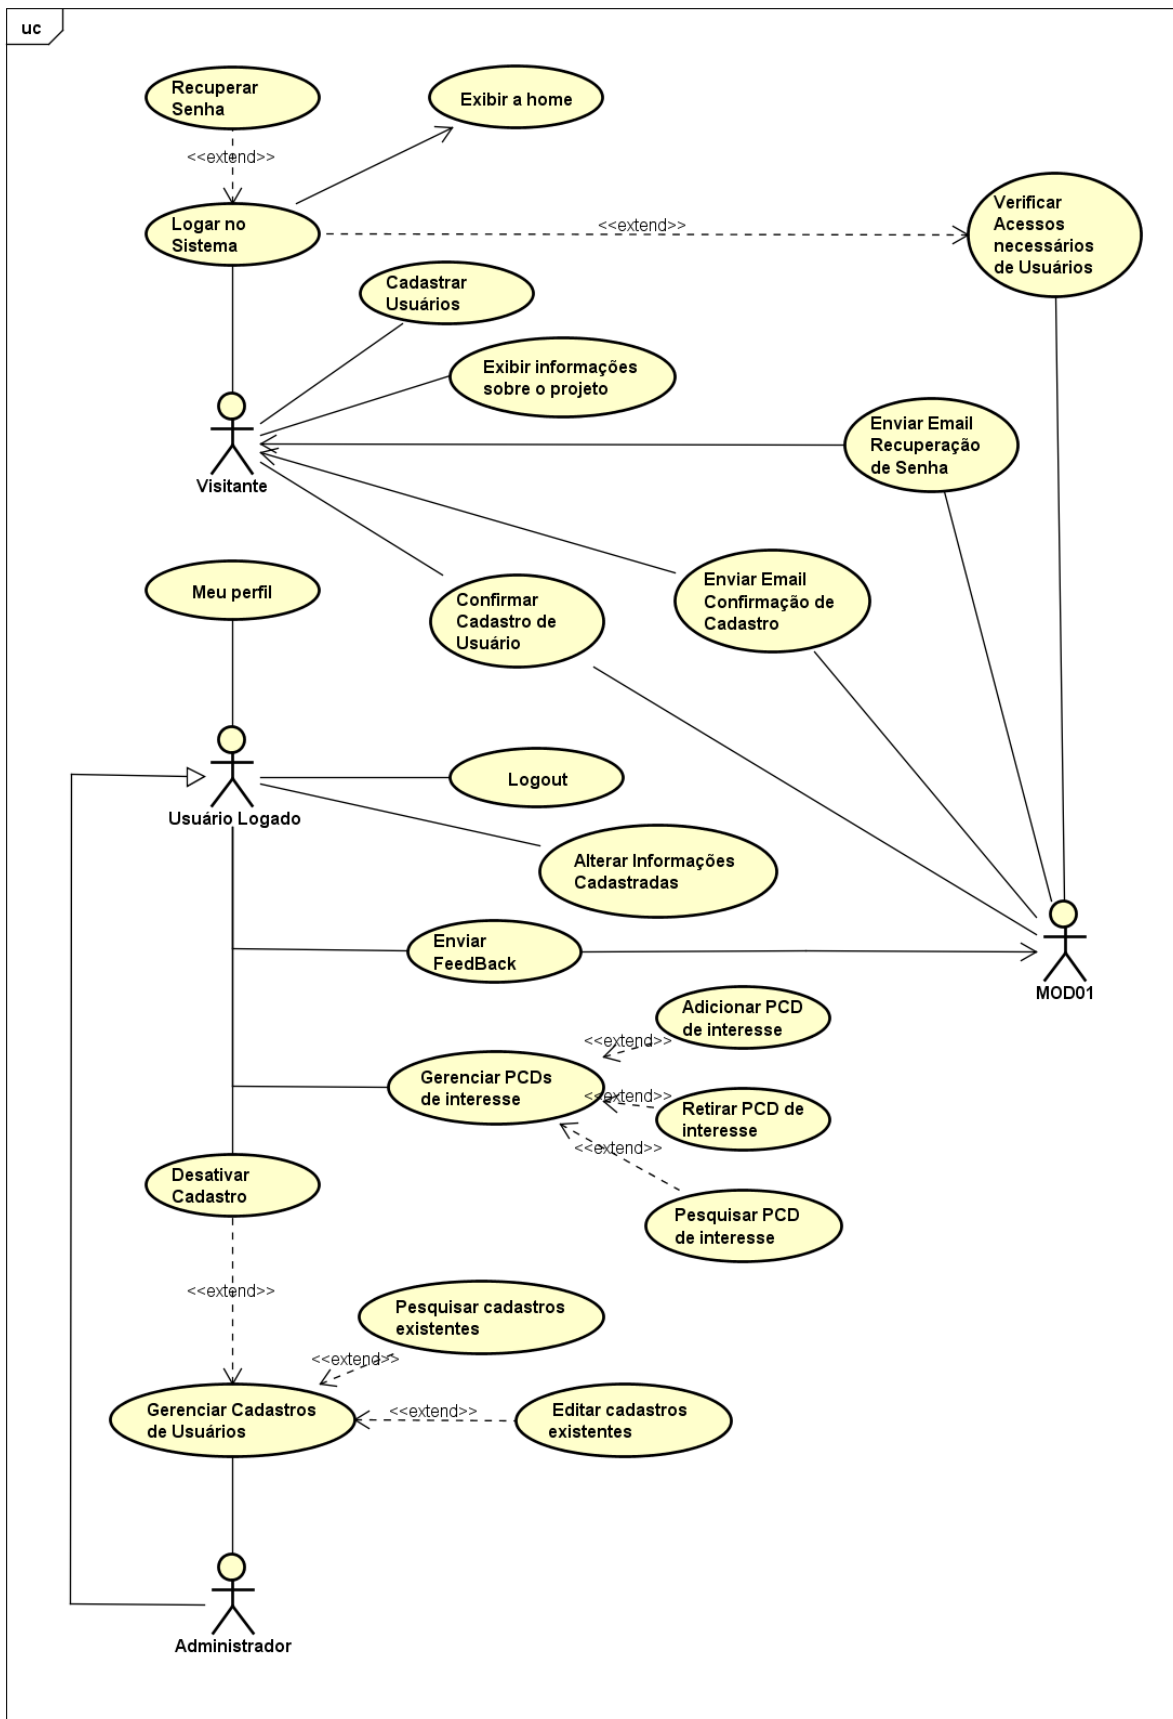 uc
Recuperar
Senha
Exibir a home
<<extend>>
Logar no
Sistema
<<extend>>
Verificar
Acessos
necessários
de Usuários
Cadastrar
Usuários
Exibir informações
sobre o projeto
Enviar Email
Recuperação
de Senha
Visitante
Meu perfil
Confirmar
Cadastro de
Usuário
Enviar Email
Confirmação de
Cadastro
Usuário Logado
Logout
Alterar Informações
Cadastradas
Enviar
FeedBack
MOD01
Adicionar PCD
de interesse
<<extend>>
Gerenciar PCDs
de interesse
<<extend>>
Retirar PCD de
interesse
<<extend>>
Desativar
Cadastro
Pesquisar PCD
de interesse
<<extend>>
Pesquisar cadastros
existentes
<<extend>>
Gerenciar Cadastros
de Usuários
<<extend>>
Editar cadastros
existentes
Administrador